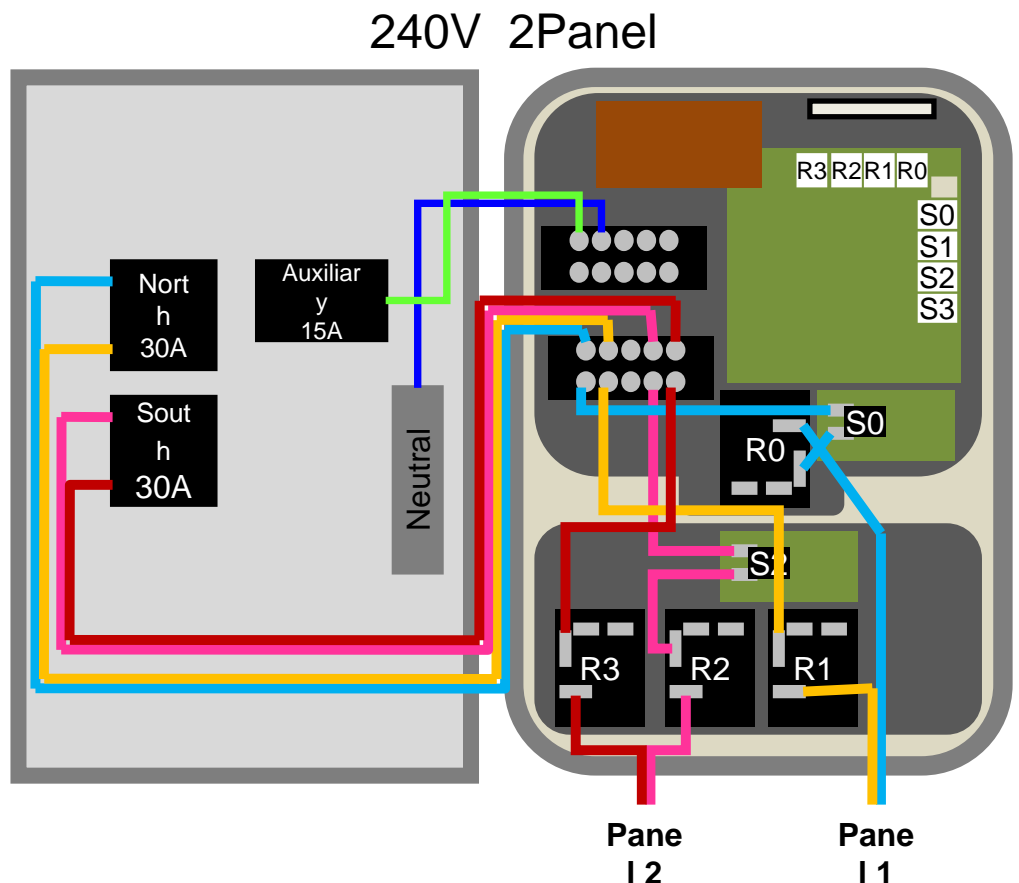 240V 2Panel
R3 R2 R1 R0
S0
S1
S2
S3
Nort
h
30A
Auxiliar
y
15A
Sout
h
30A
Neutral
R0
S0
S2
R3
R2
R1
Pane
l 2
Pane
l 1